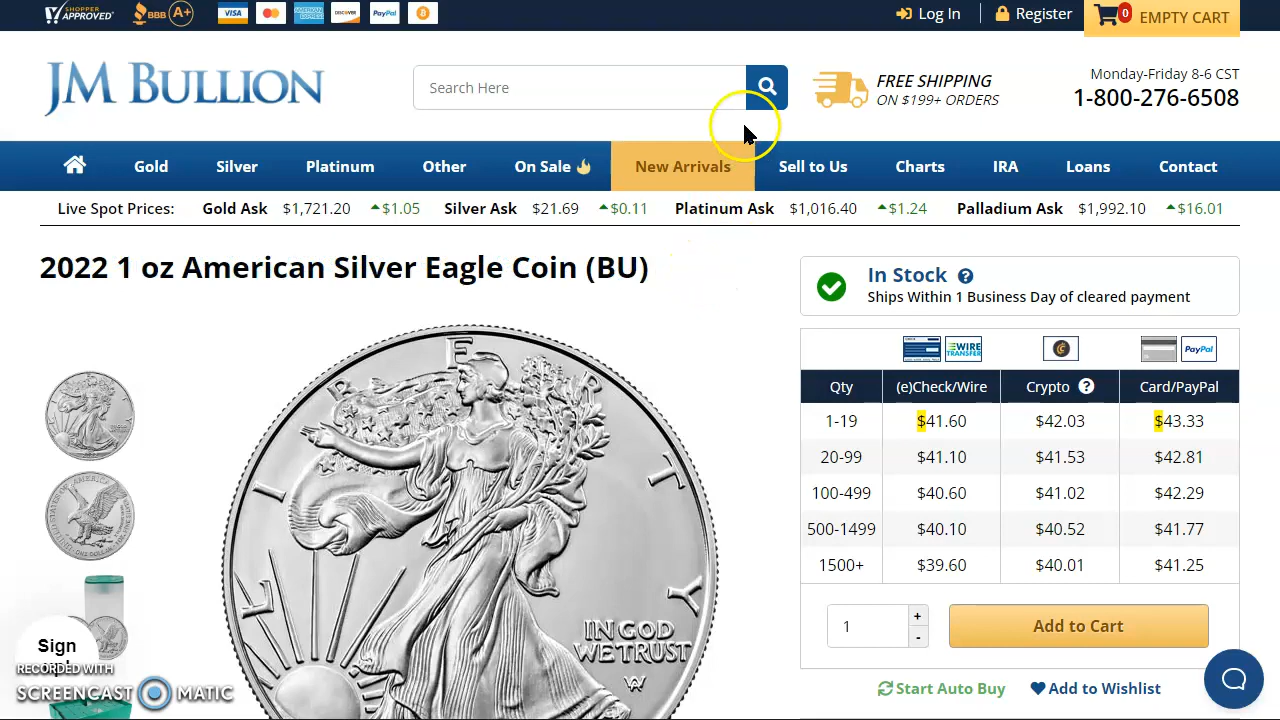 SHOPPER APPROVED BBB A+ VISA MasterCard AMERICAN EXPRESS DISCOVER PayPal
Log In Register 0 EMPTY CART
JM BULLION
Search Here
FREE SHIPPING
ON $199+ ORDERS
Monday-Friday 8-6 CST
1-800-276-6508
Gold Silver Platinum Other On Sale New Arrivals Sell to Us Charts IRA Loans Contact
Live Spot Prices: Gold Ask $1,721.20 $1.05 Silver Ask $21.69 $0.11 Platinum Ask $1,016.40 $1.24 Palladium Ask $1,992.10 $16.01
2022 1 oz American Silver Eagle Coin (BU)
In Stock ?
Ships Within 1 Business Day of cleared payment
WIRE TRANSFER PayPal
Qty (e)Check/Wire Crypto ? Card/PayPal
1-19 $41.60 $42.03 $43.33
20-99 $41.10 $41.53 $42.81
100-499 $40.60 $41.02 $42.29
500-1499 $40.10 $40.52 $41.77
1500+ $39.60 $40.01 $41.25
1 + -
Add to Cart
Start Auto Buy Add to Wishlist
LIBERTY
IN GOD
WE TRUST
Sign
RECORDED WITH
SCREENCAST MATIC